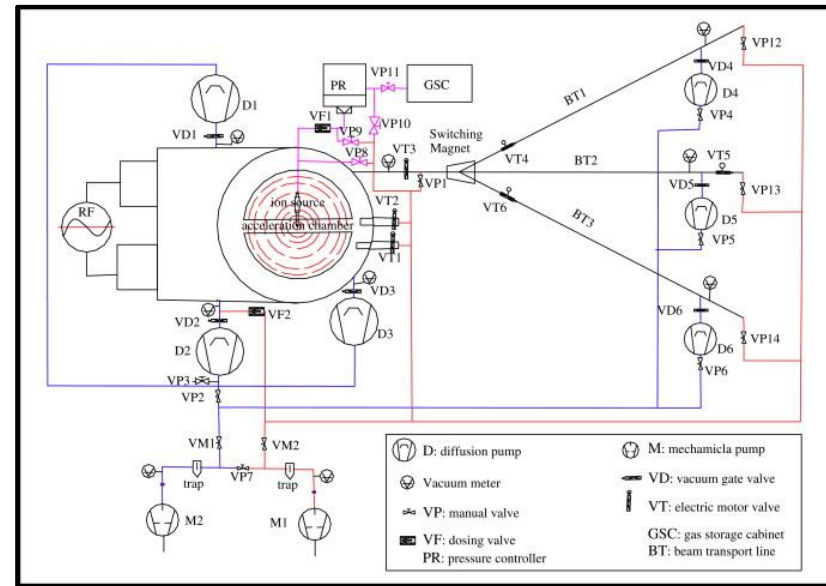 D1
VD1
PR
VP11
GSC
VF1
VP10
VP9
VP8
VT3
VP1
Switching
Magnet
BT1
VT4
BT2
VT6
BT3
VP12
VD4
D4
VP4
VT5
VD5
VP13
D5
VP5
VD6
VP14
D6
VP6
RF
ion source
acceleration chamber
VT2
VT1
VD3
D3
VF2
VD2
D2
VP3
VP2
VM1
VM2
VP7
trap
trap
M2
M1
D: diffusion pump
M: mechamicla pump
Vacuum meter
VD: vacuum gate valve
VP: manual valve
VT: electric motor valve
VF: dosing valve
GSC: gas storage cabinet
PR: pressure controller
BT: beam transport line